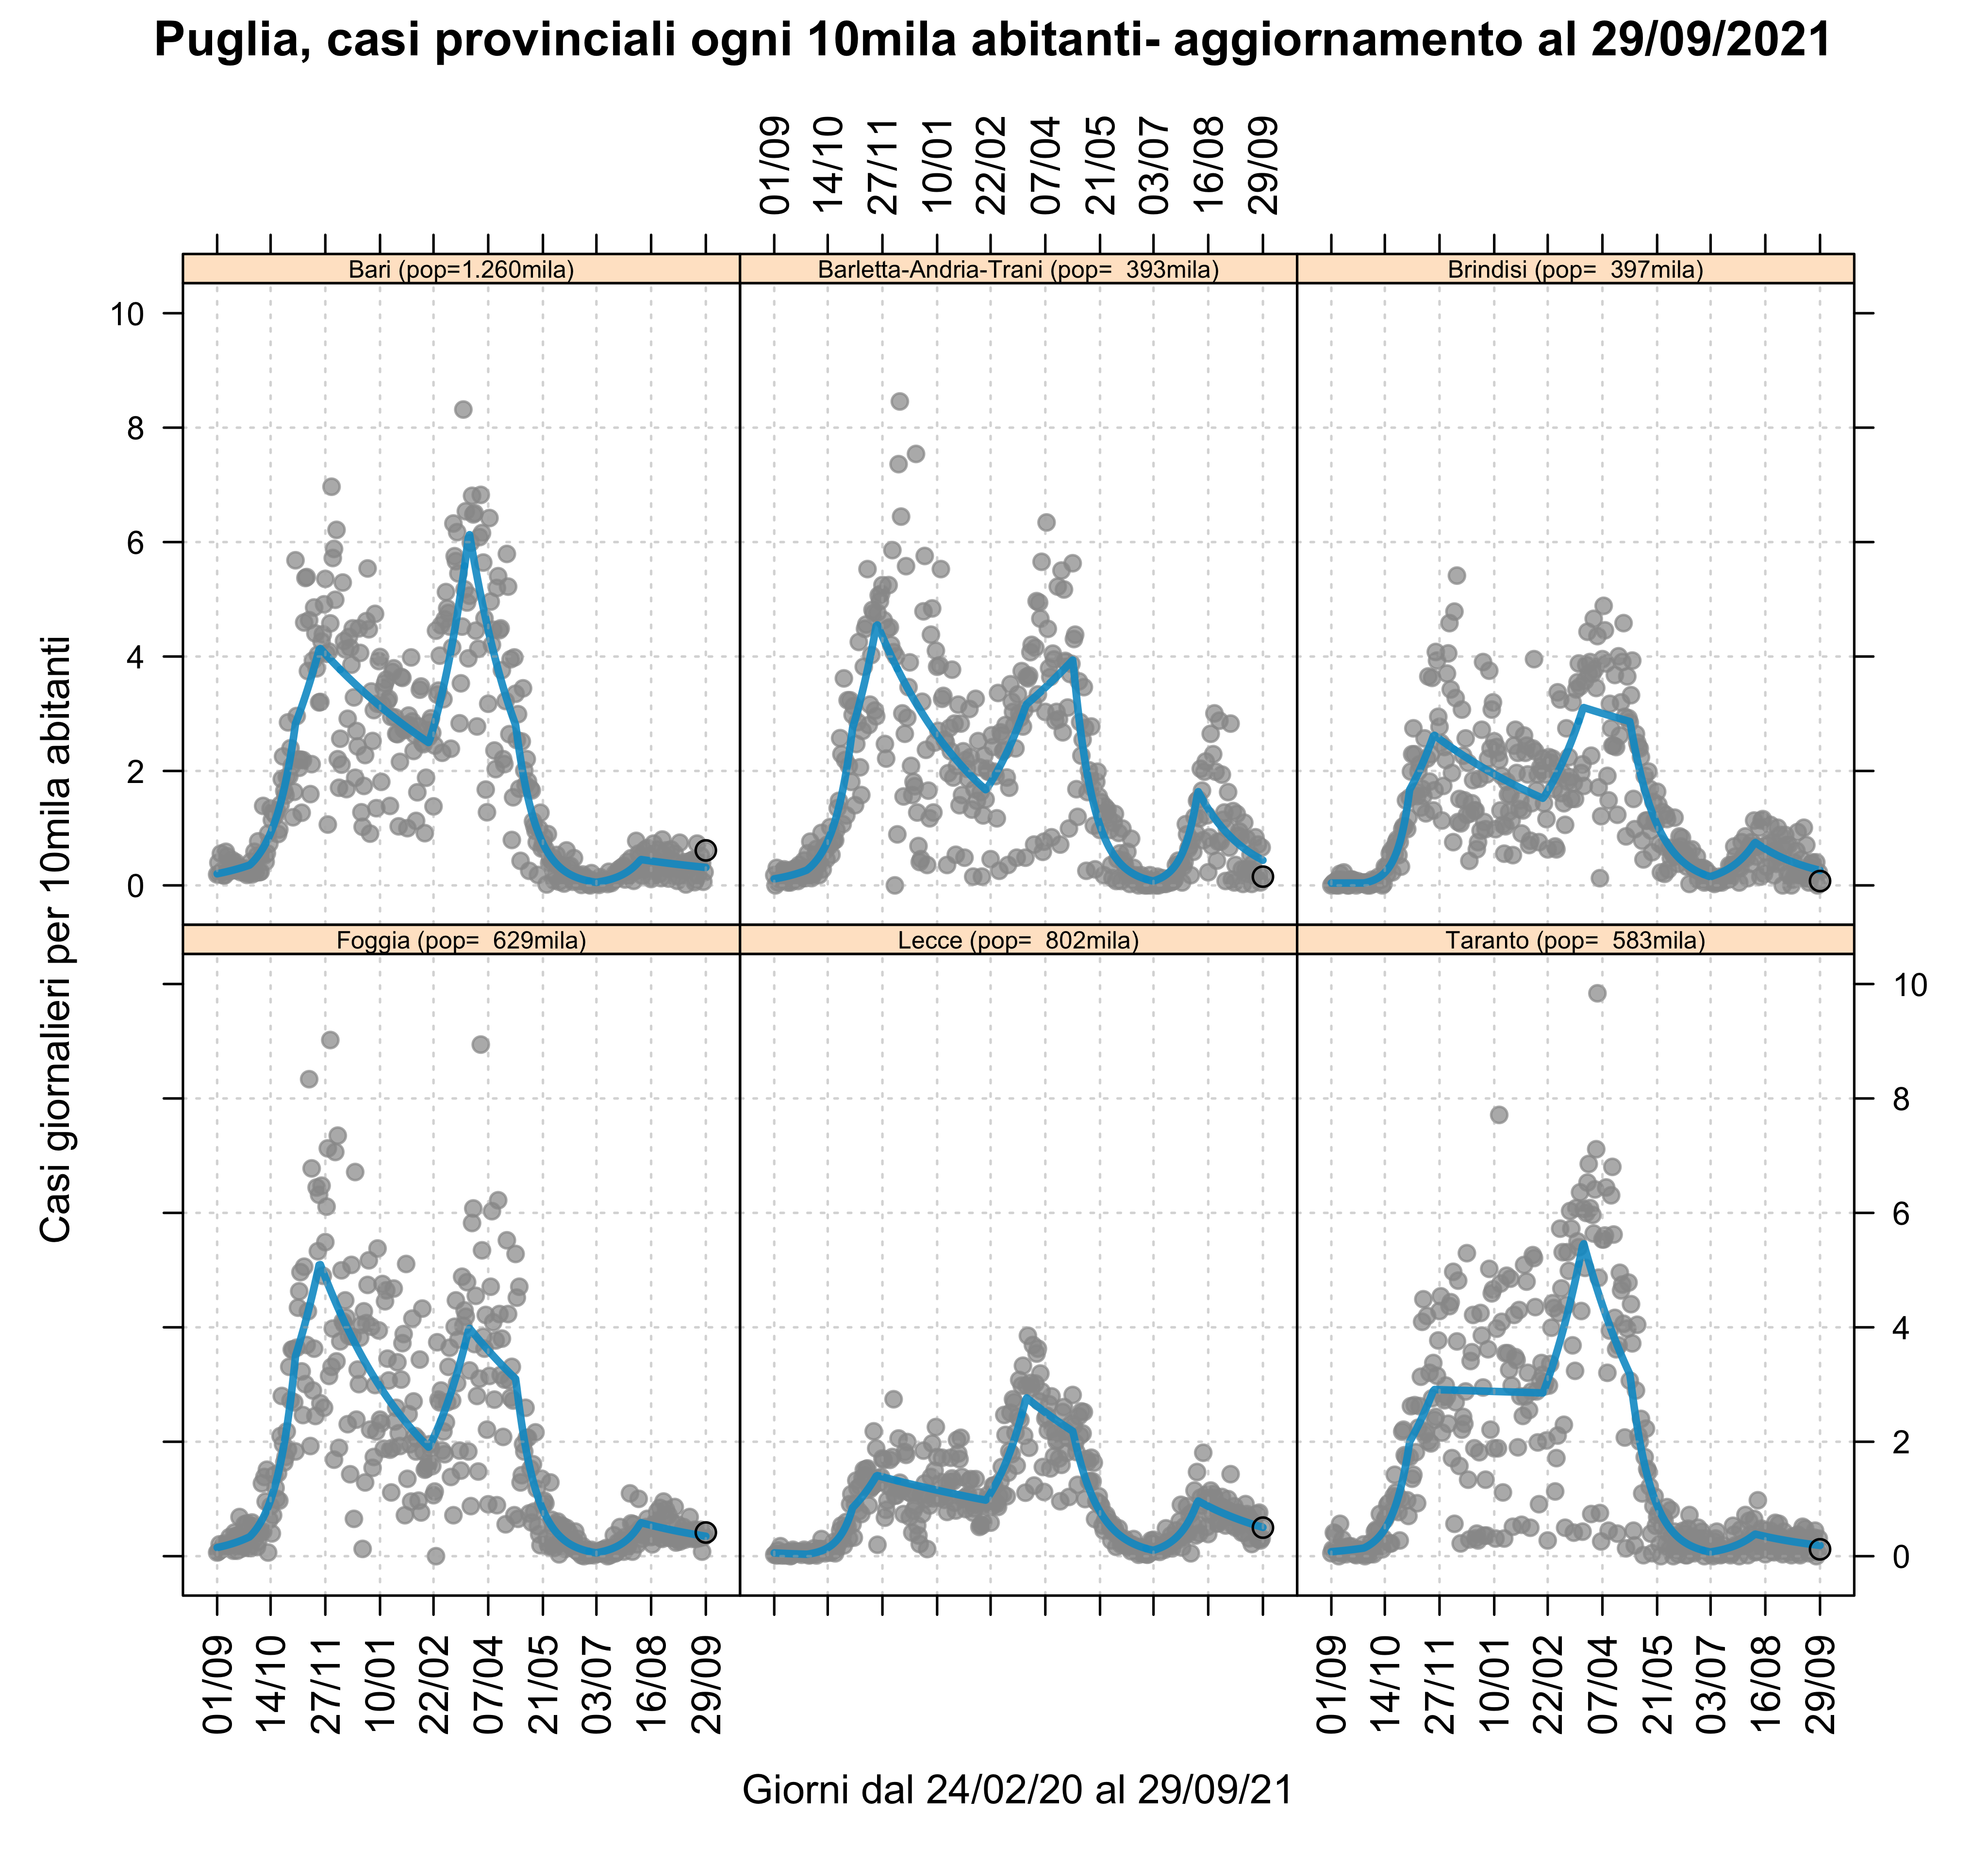 Puglia, casi provinciali ogni 10mila abitanti- aggiornamento al 29/09/2021
01/09 14/10 27/11 10/01 22/02 07/04 21/05 03/07 16/08 29/09
Bari (pop=1.260mila)
Barletta-Andria-Trani (pop= 393mila)
Brindisi (pop= 397mila)
10
8
6
4
2
0
Casi giornalieri per 10mila abitanti
Foggia (pop= 629mila)
Lecce (pop= 802mila)
Taranto (pop= 583mila)
10
8
6
4
2
0
01/09 14/10 27/11 10/01 22/02 07/04 21/05 03/07 16/08 29/09
01/09 14/10 27/11 10/01 22/02 07/04 21/05 03/07 16/08 29/09
Giorni dal 24/02/20 al 29/09/21